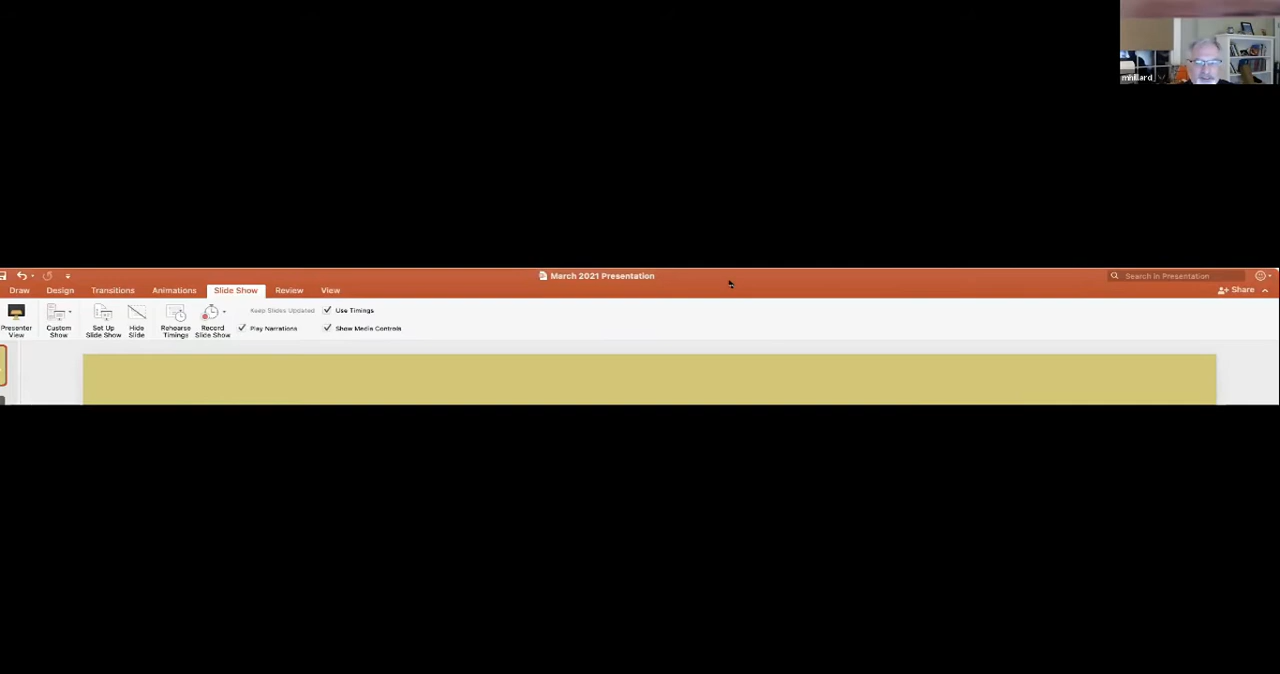 mhillard
March 2021 Presentation
Search in Presentation
Draw Design Transitions Animations Slide Show Review View
Share
Keep Slides Updated Use Timings
Presenter View Custom Show Set Up Slide Show Hide Slide Rehearse Timings Record Slide Show
Play Narrations Show Media Controls